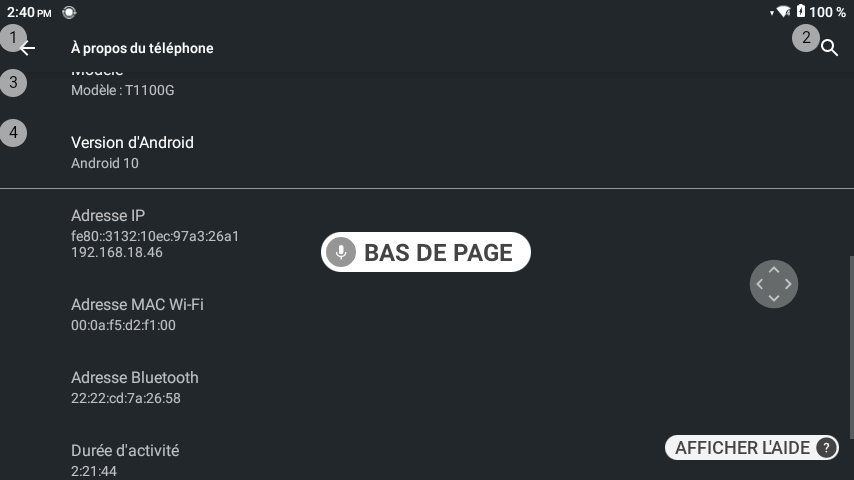 2:40 PM
100 %
1
À propos du téléphone
2
3
Modèle
Modèle : T1100G
4
Version d'Android
Android 10
Adresse IP
fe80::3132:10ec:97a3:26a1
192.168.18.46
BAS DE PAGE
Adresse MAC Wi-Fi
00:0a:f5:d2:f1:00
Adresse Bluetooth
22:22:cd:7a:26:58
Durée d'activité
2:21:44
AFFICHER L'AIDE ?